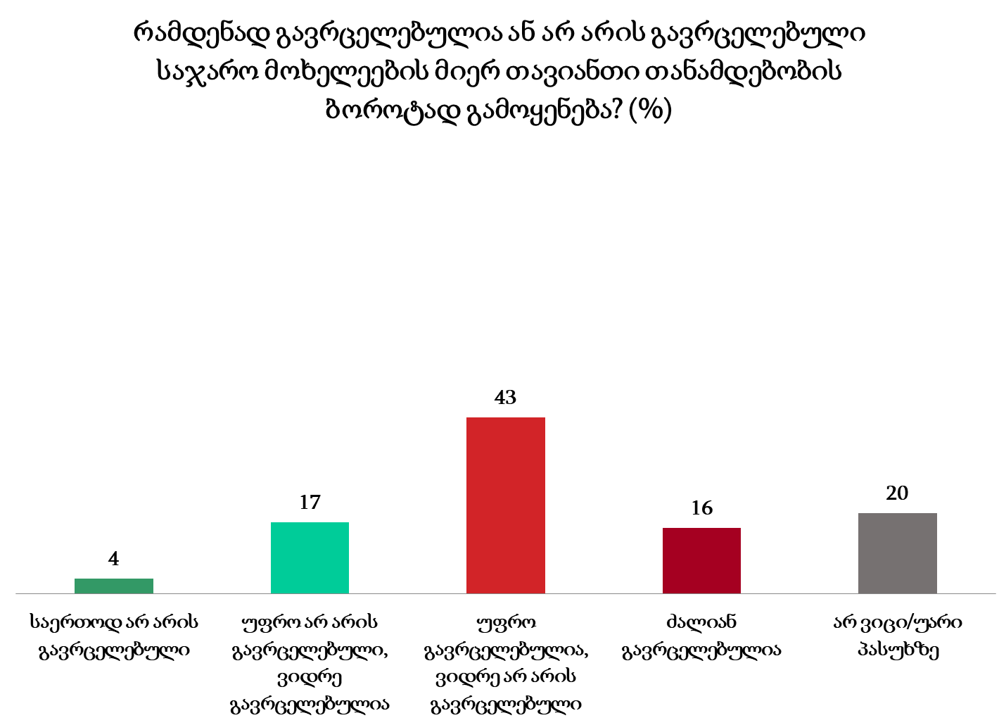 რამდენად გავრცელებულია ან არ არის გავრცელებული
საჯარო მოხელეების მიერ თავიანთი თანამდებობის
ბოროტად გამოყენება? (%)
43
20
17
16
4
საერთოდ არ არის
გავრცელებული
უფრო არ არის
გავრცელებული,
ვიდრე
გავრცელებულია
უფრო
გავრცელებულია,
ვიდრე არ არის
გავრცელებული
ძალიან
გავრცელებულია
არ ვიცი/უარი
პასუხზე